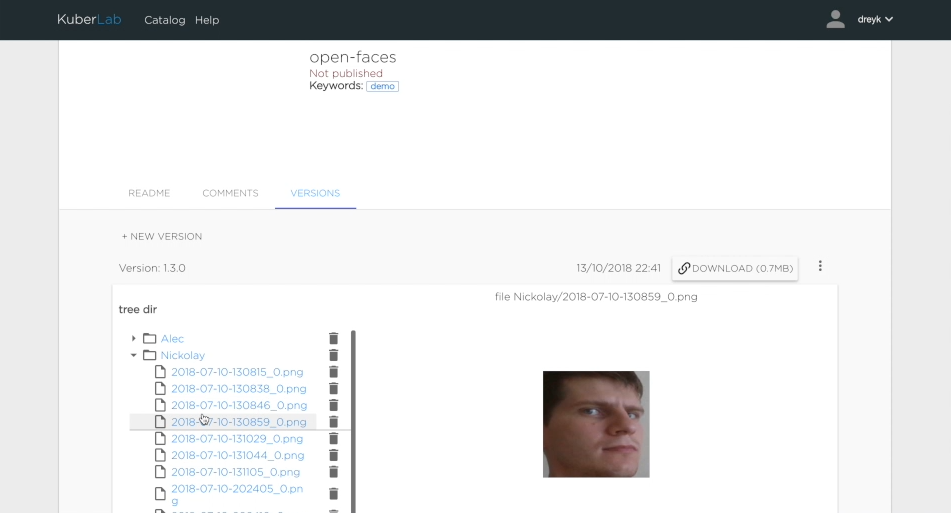 KuberLab Catalog Help dreyk
open-faces
Not published
Keywords: demo
README COMMENTS VERSIONS
+ NEW VERSION
Version: 1.3.0 13/10/2018 22:41 DOWNLOAD (0.7MB)
file Nickolay/2018-07-10-130859_0.png
tree dir
Alec
Nickolay
2018-07-10-130815_0.png
2018-07-10-130838_0.png
2018-07-10-130846_0.png
2018-07-10-130859_0.png
2018-07-10-131029_0.png
2018-07-10-131044_0.png
2018-07-10-131105_0.png
2018-07-10-202405_0.pn
g